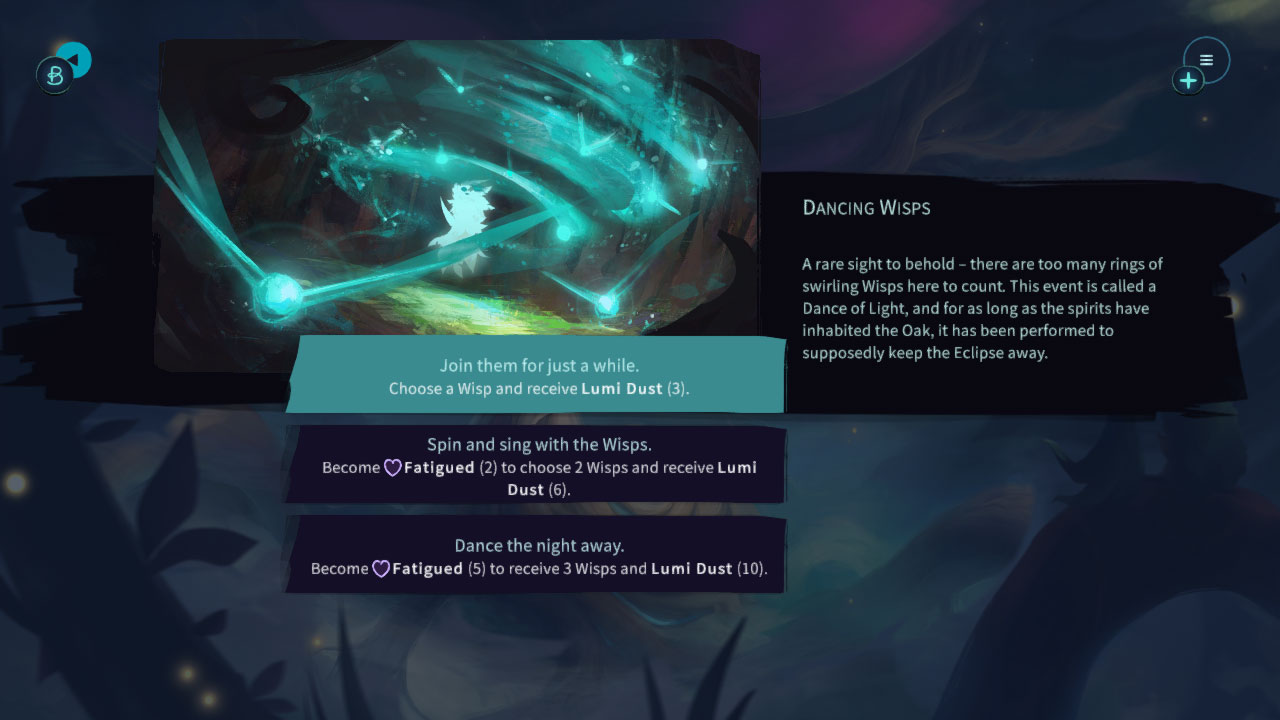 DANCING WISPS
A rare sight to behold – there are too many rings of
swirling Wisps here to count. This event is called a
Dance of Light, and for as long as the spirits have
inhabited the Oak, it has been performed to
supposedly keep the Eclipse away.
Join them for just a while.
Choose a Wisp and receive Lumi Dust (3).
Spin and sing with the Wisps.
Become Fatigued (2) to choose 2 Wisps and receive Lumi
Dust (6).
Dance the night away.
Become Fatigued (5) to receive 3 Wisps and Lumi Dust (10).